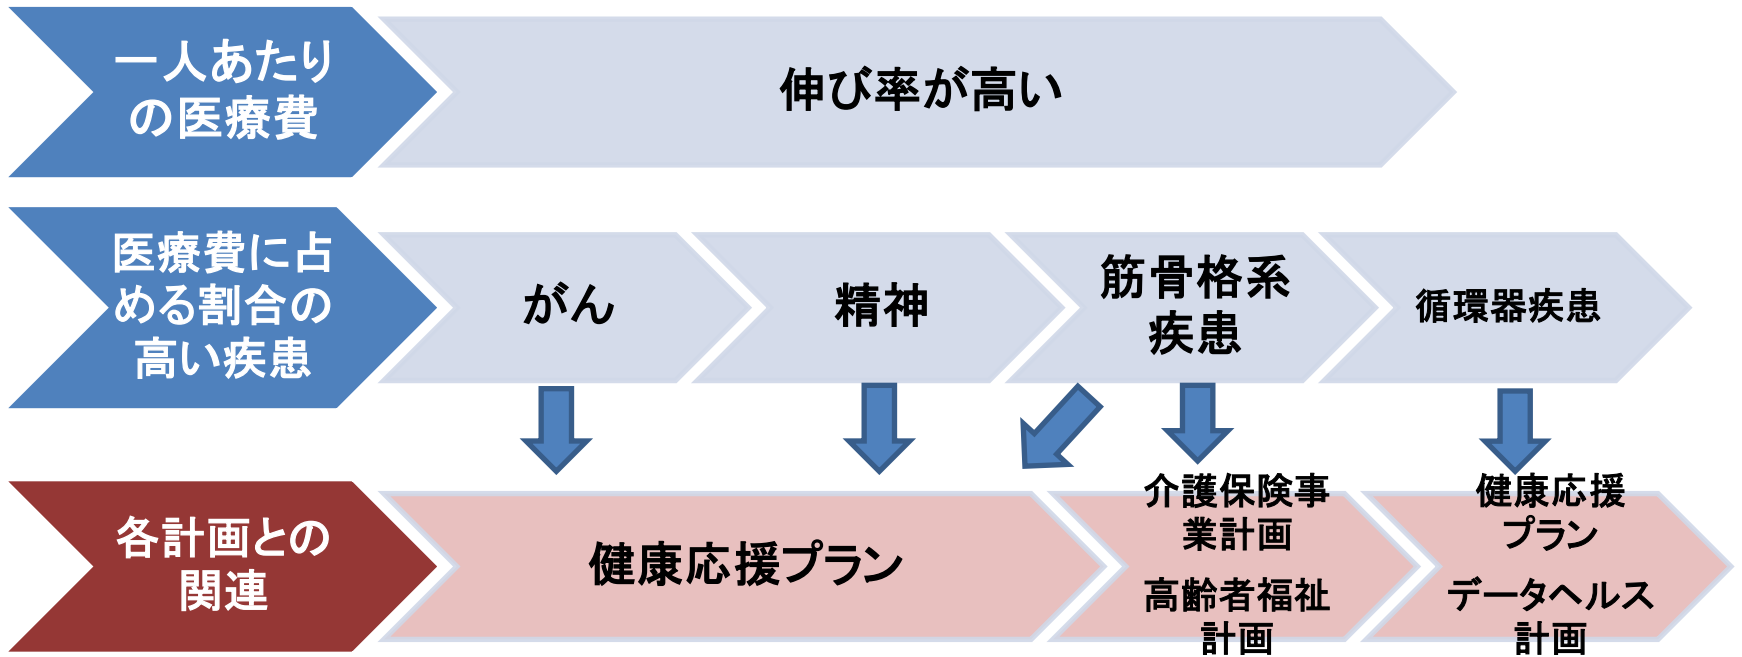 一人あたり
の医療費
伸び率が高い
医療費に占
める割合の
高い疾患
がん
精神
筋骨格系
疾患
循環器疾患
各計画との
関連
健康応援プラン
介護保険事
業計画
高齢者福祉
計画
健康応援
プラン
データヘルス
計画